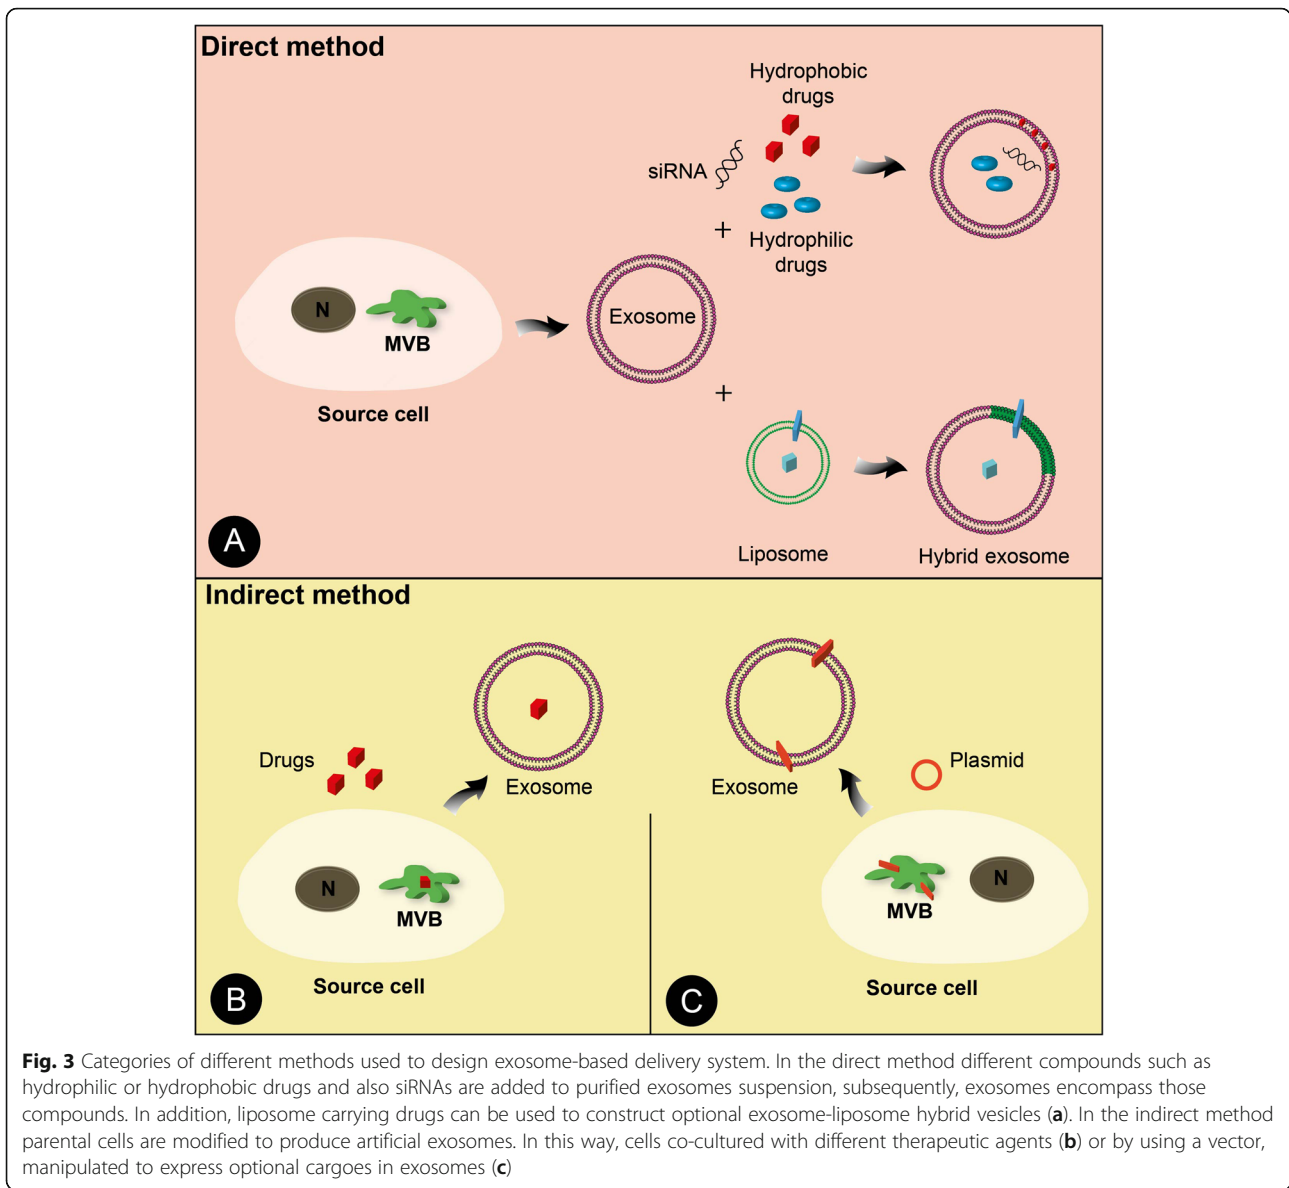 Direct method
Hydrophobic
drugs
siRNA
+
Hydrophilic
drugs
N
MVB
Exosome
Source cell
+
A
Liposome
Hybrid exosome
Indirect method
Drugs
Exosome
N
MVB
Source cell
B
Exosome
Plasmid
MVB
N
Source cell
C
Fig. 3 Categories of different methods used to design exosome-based delivery system. In the direct method different compounds such as
hydrophilic or hydrophobic drugs and also siRNAs are added to purified exosomes suspension, subsequently, exosomes encompass those
compounds. In addition, liposome carrying drugs can be used to construct optional exosome-liposome hybrid vesicles (a). In the indirect method
parental cells are modified to produce artificial exosomes. In this way, cells co-cultured with different therapeutic agents (b) or by using a vector,
manipulated to express optional cargoes in exosomes (c)